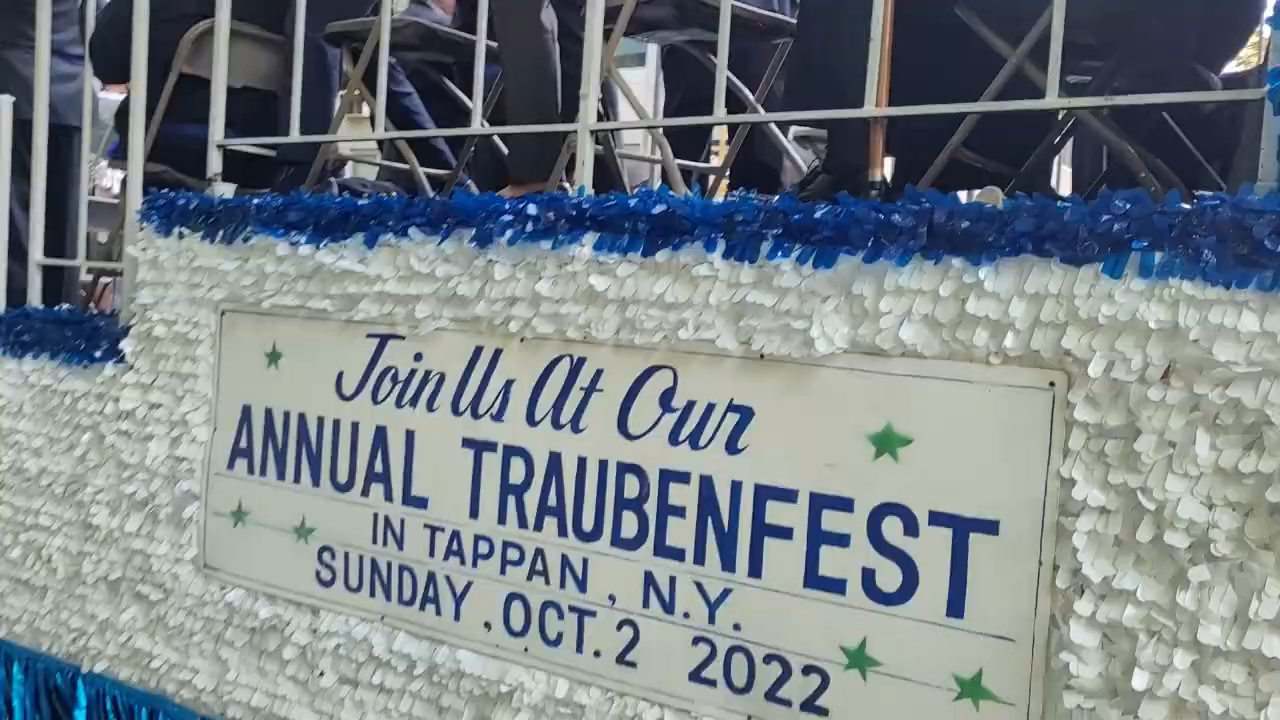 Join Us At Our
ANNUAL TRAUBENFEST
IN TAPPAN, N.Y.
SUNDAY, OCT. 2 2022